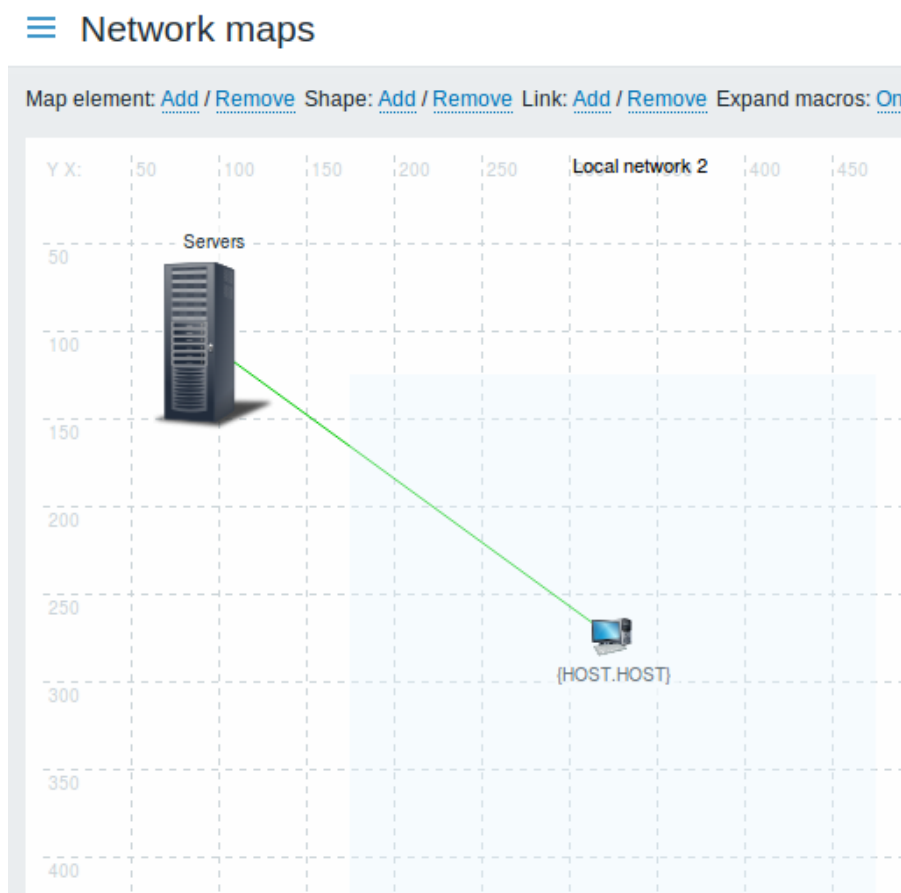 Network maps
Map element: Add / Remove Shape: Add / Remove Link: Add / Remove Expand macros: On
Y X: 50 100 150 200 250 Local network 2 400 450
Servers
50
100
150
200
250
{HOST.HOST}
300
350
400